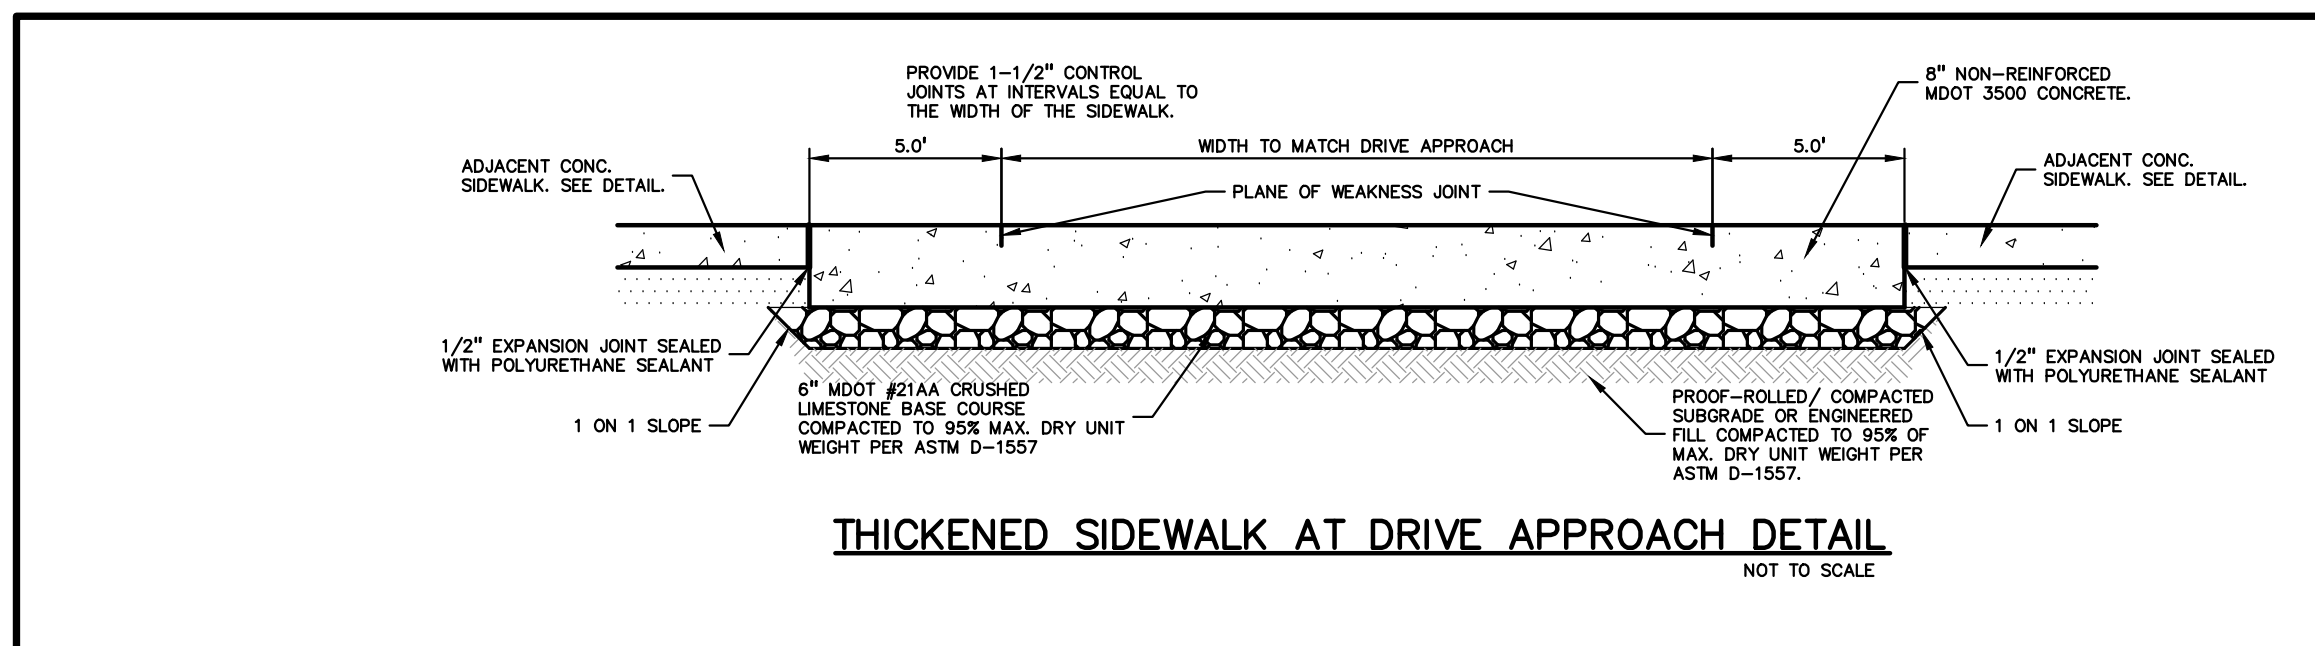 PROVIDE 1-1/2" CONTROL
JOINTS AT INTERVALS EQUAL TO
THE WIDTH OF THE SIDEWALK.
8" NON-REINFORCED
MDOT 3500 CONCRETE.
5.0'
WIDTH TO MATCH DRIVE APPROACH
5.0'
ADJACENT CONC.
SIDEWALK. SEE DETAIL.
PLANE OF WEAKNESS JOINT
ADJACENT CONC.
SIDEWALK. SEE DETAIL.
1/2" EXPANSION JOINT SEALED
WITH POLYURETHANE SEALANT
1 ON 1 SLOPE
6" MDOT #21AA CRUSHED
LIMESTONE BASE COURSE
COMPACTED TO 95% MAX. DRY UNIT
WEIGHT PER ASTM D-1557
PROOF-ROLLED/ COMPACTED
SUBGRADE OR ENGINEERED
FILL COMPACTED TO 95% OF
MAX. DRY UNIT WEIGHT PER
ASTM D-1557.
1/2" EXPANSION JOINT SEALED
WITH POLYURETHANE SEALANT
1 ON 1 SLOPE
THICKENED SIDEWALK AT DRIVE APPROACH DETAIL
NOT TO SCALE